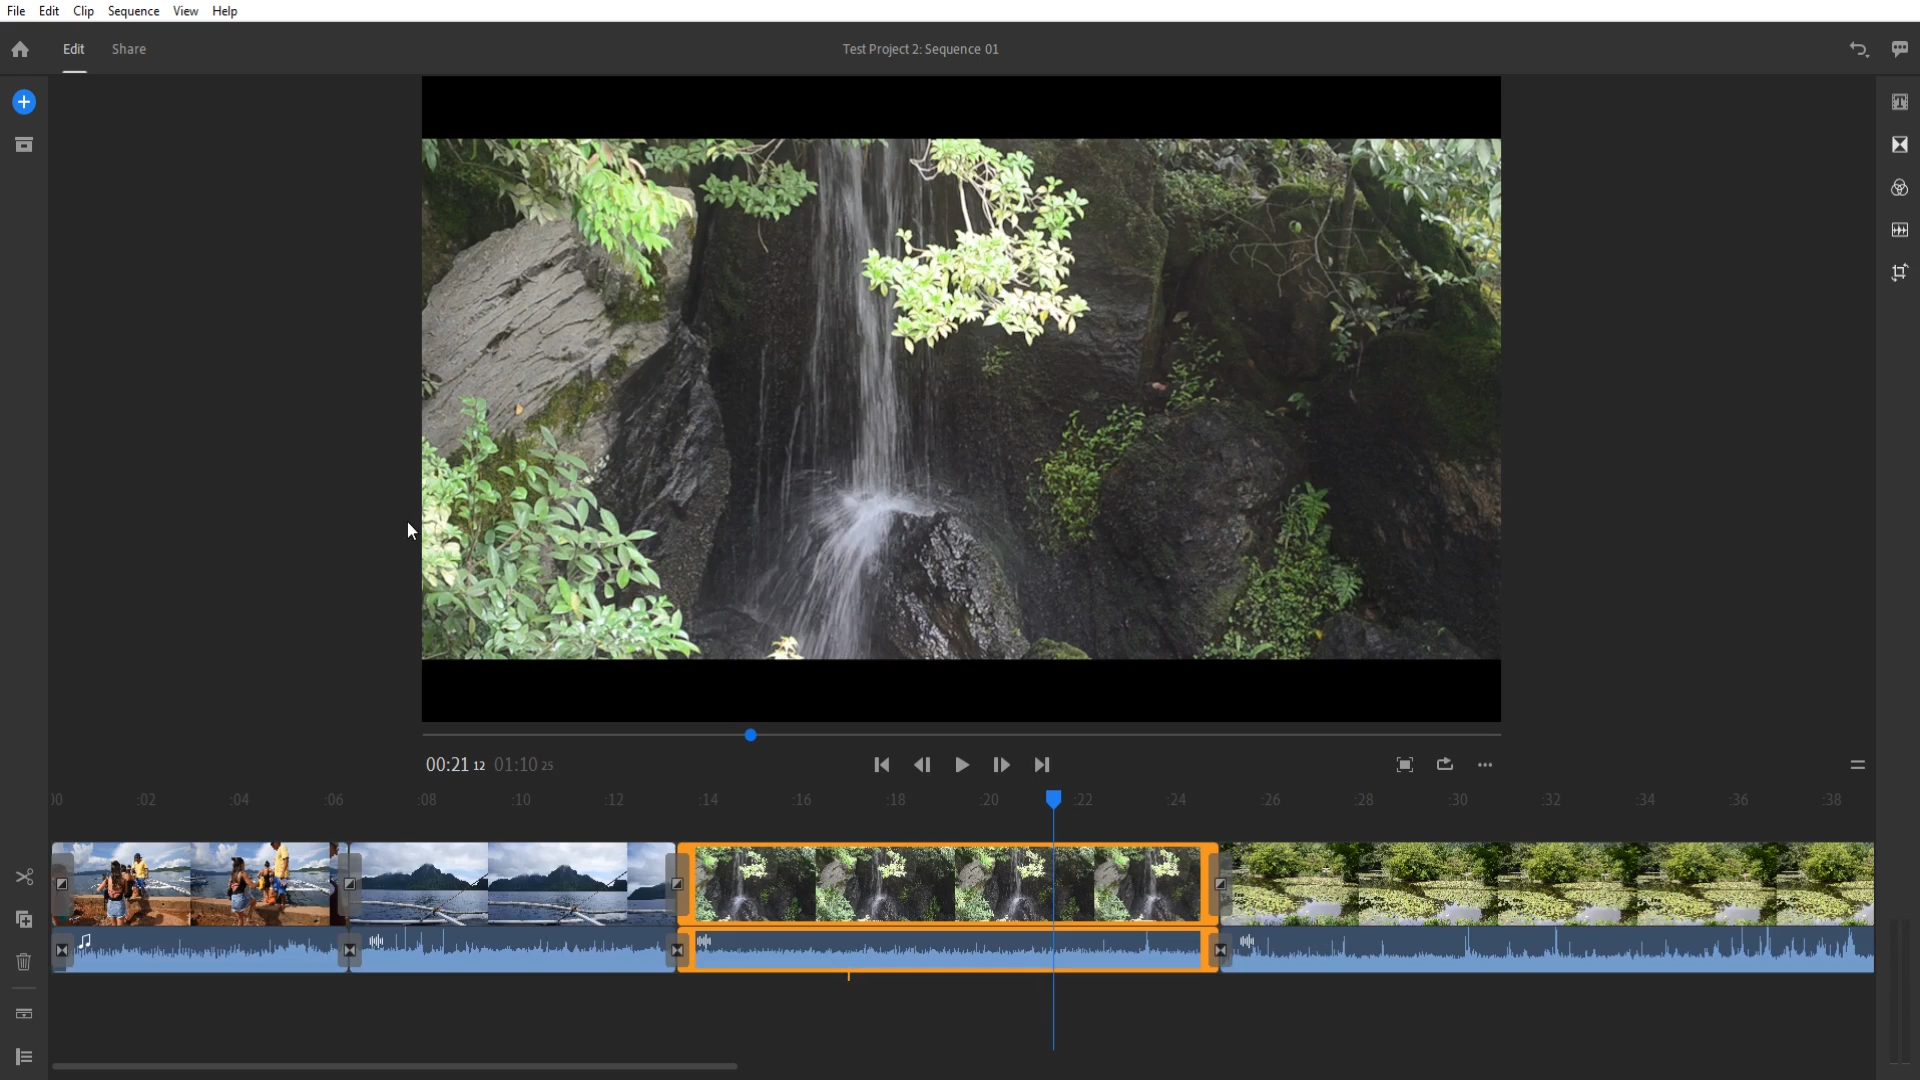 File Edit Clip Sequence View Help
Edit Share Test Project 2: Sequence 01
00:21 12 01:10 25
00 :02 :04 :06 :08 :10 :12 :14 :16 :18 :20 :22 :24 :26 :28 :30 :32 :34 :36 :38